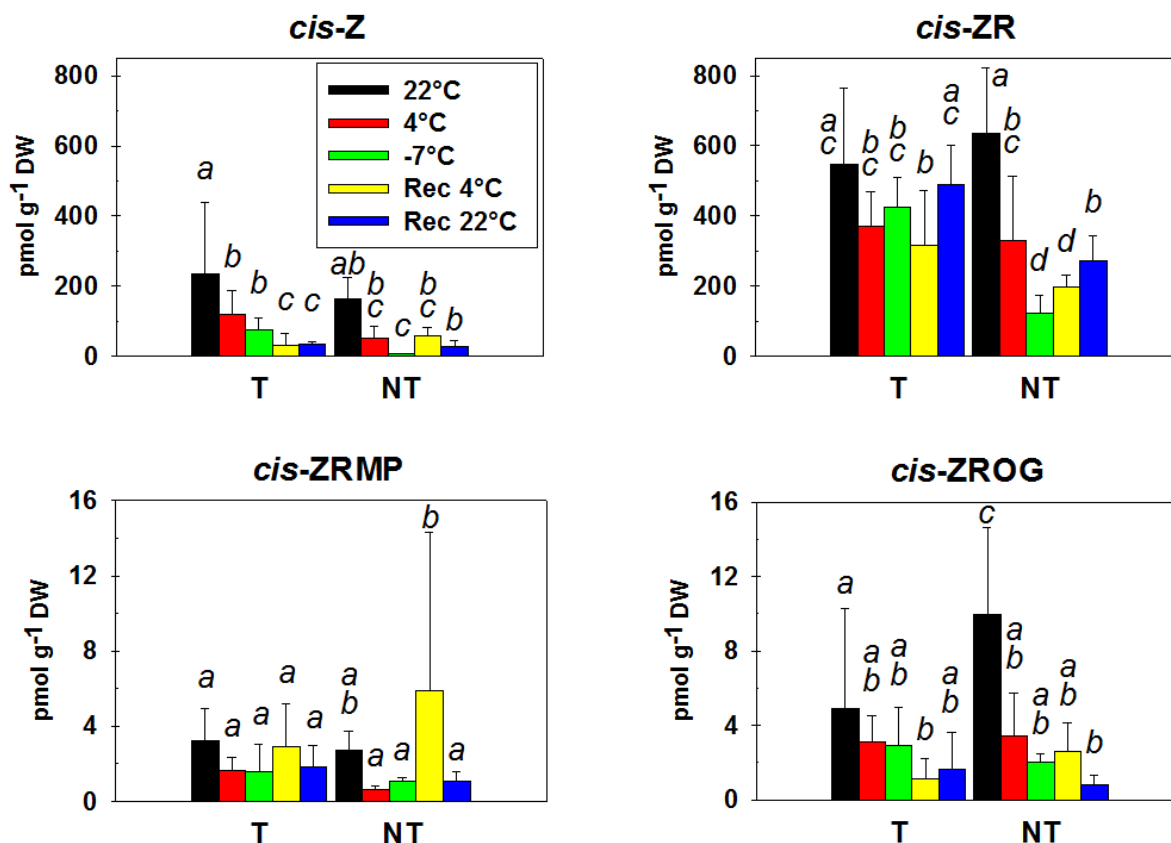 cis-Z
pmol g-1 DW
800
600
400
200
0
22°C
4°C
-7°C
Rec 4°C
Rec 22°C
a
b
b
c
c
ab
b
c
c
b
c
b
T
NT
cis-ZR
pmol g-1 DW
800
600
400
200
0
a
c
b
c
b
c
b
a
c
a
b
c
d
d
b
T
NT
cis-ZRMP
pmol g-1 DW
16
12
8
4
0
a
a
a
a
a
a
b
a
a
b
a
T
NT
cis-ZROG
pmol g-1 DW
16
12
8
4
0
a
a
b
a
b
b
a
b
c
a
b
a
b
a
b
b
T
NT